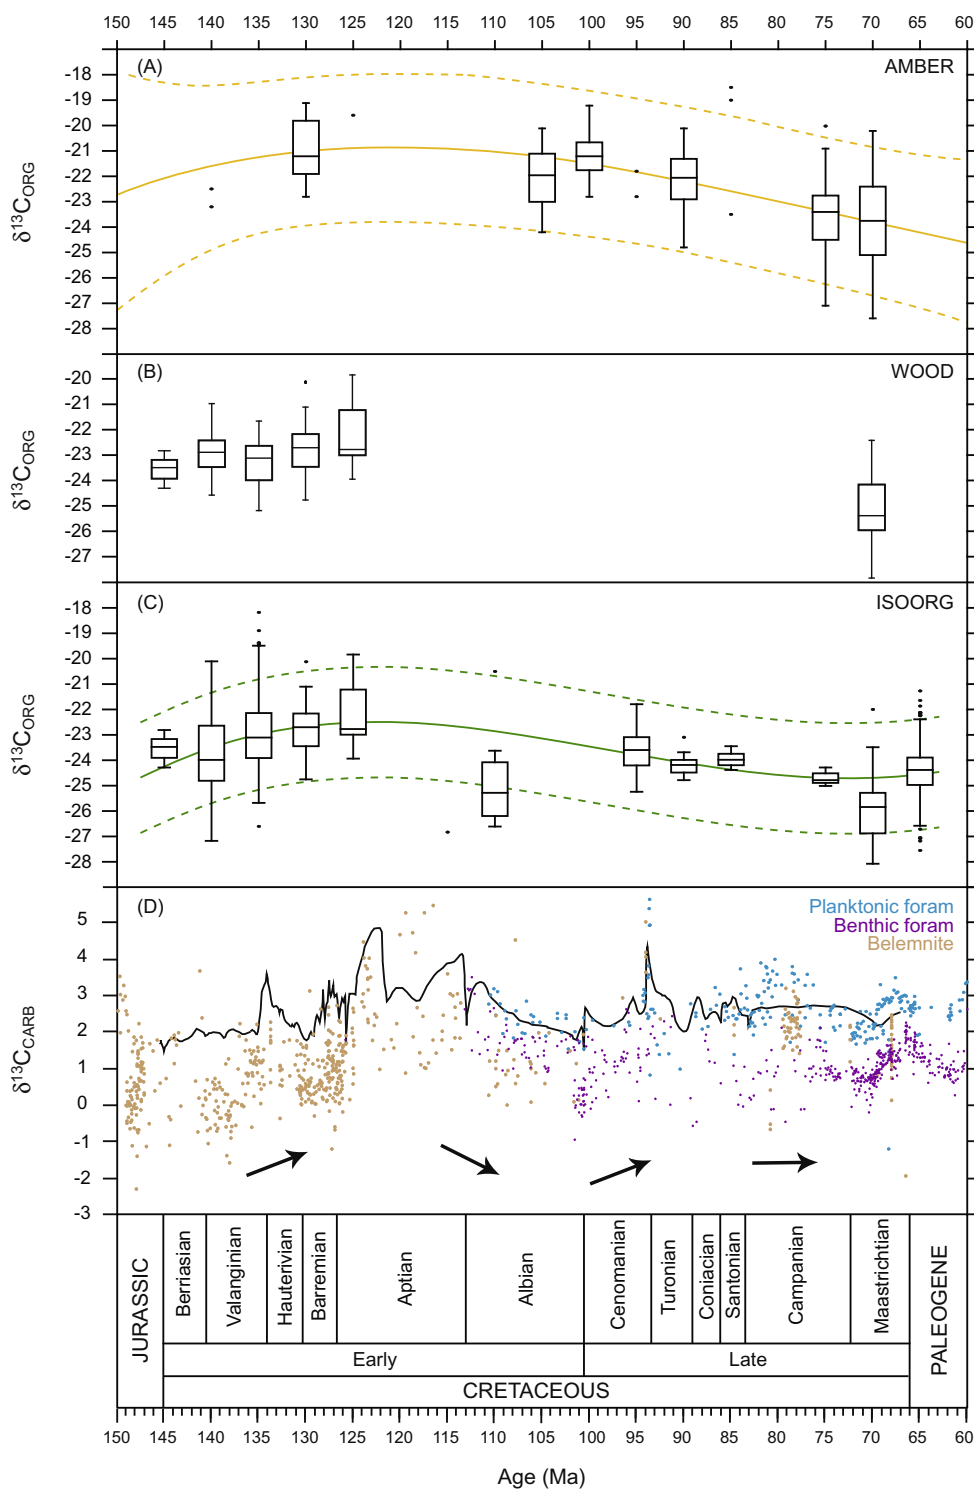 150 145 140 135 130 125 120 115 110 105 100 95 90 85 80 75 70 65 60
(A) AMBER
-18
-19
-20
-21
-22
-23
-24
-25
-26
-27
-28
δ¹³C_ORG
(B) WOOD
-20
-21
-22
-23
-24
-25
-26
-27
δ¹³C_ORG
(C) ISOORG
-18
-19
-20
-21
-22
-23
-24
-25
-26
-27
-28
δ¹³C_ORG
(D)
Planktonic foram
Benthic foram
Belemnite
5
4
3
2
1
0
-1
-2
-3
δ¹³C_CARB
JURASSIC
Berriasian
Valanginian
Hauterivian
Barremian
Aptian
Albian
Cenomanian
Turonian
Coniacian
Santonian
Campanian
Maastrichtian
PALEOGENE
Early Late
CRETACEOUS
150 145 140 135 130 125 120 115 110 105 100 95 90 85 80 75 70 65 60
Age (Ma)